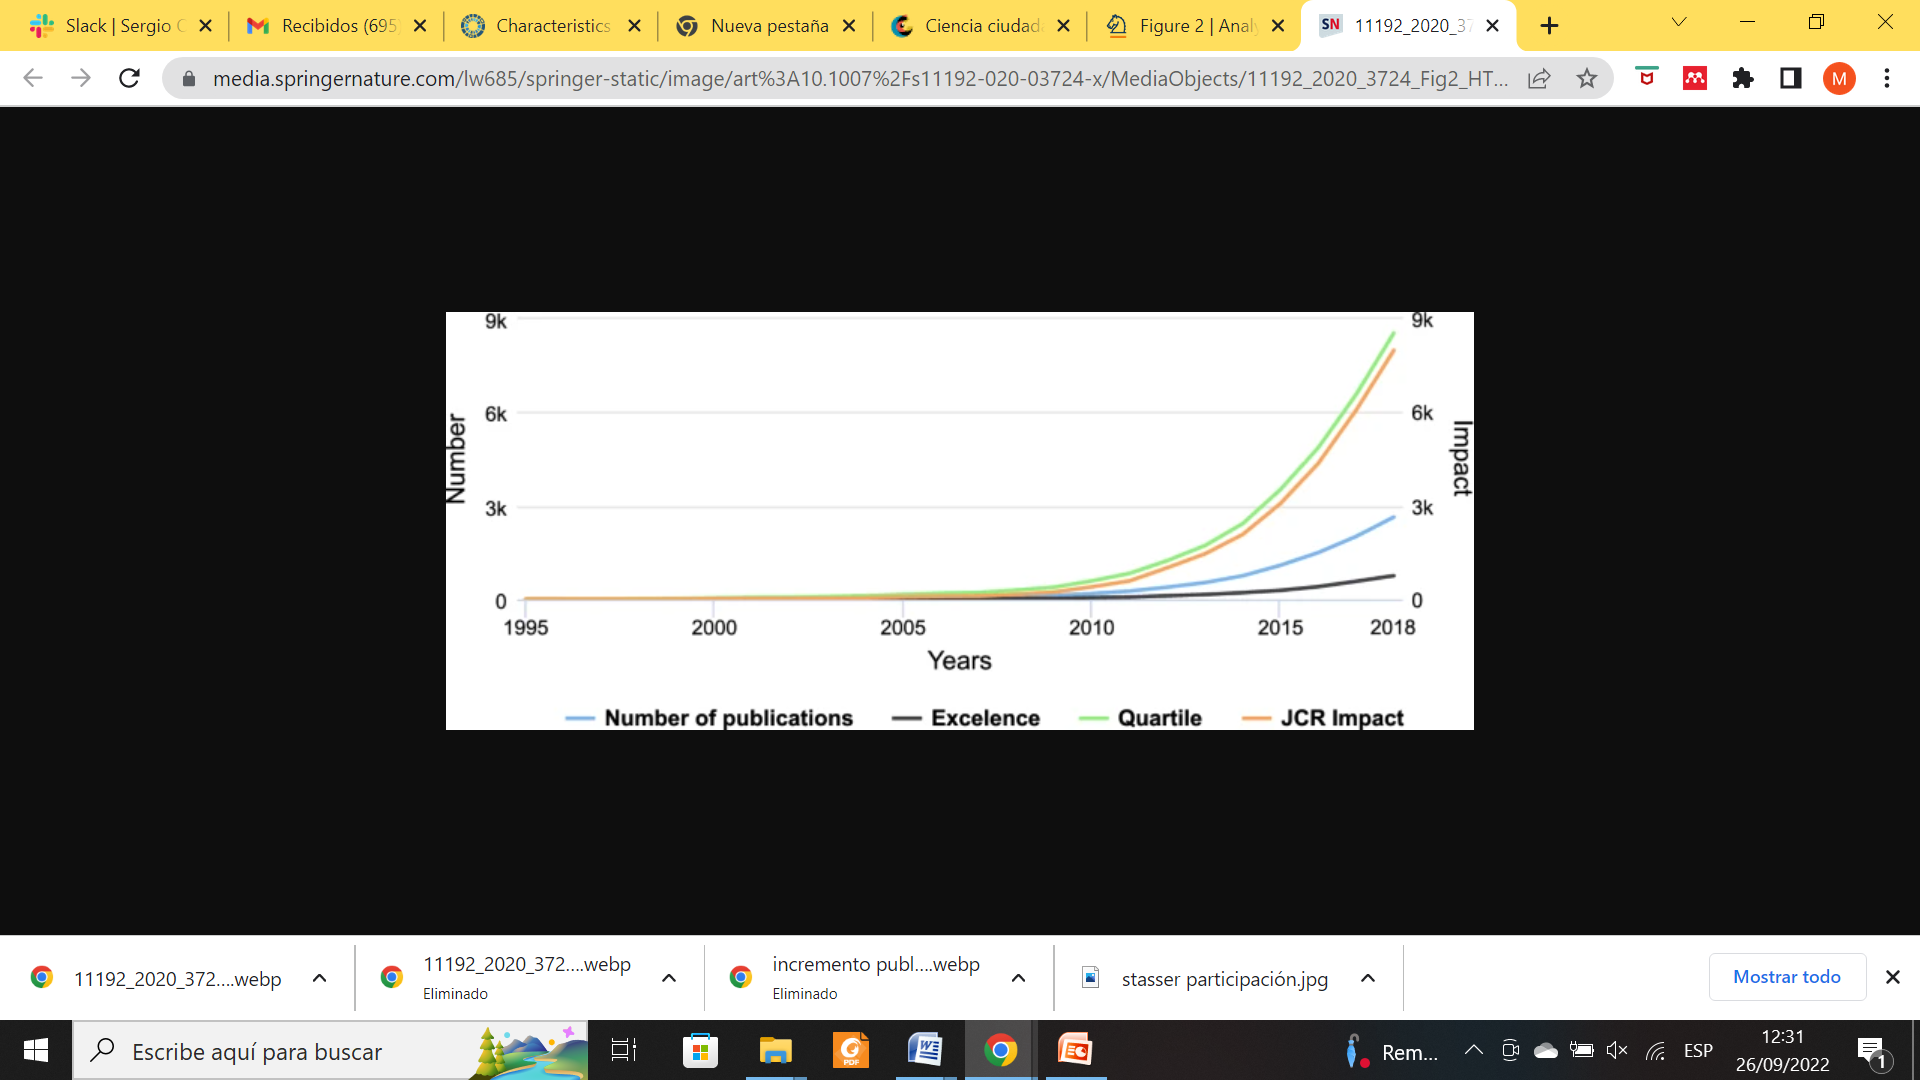 Slack | Sergio C
Recibidos (695)
Characteristics
Nueva pestaña
Ciencia ciudada
Figure 2 | Analy
SN 11192_2020_37
media.springernature.com/lw685/springer-static/image/art%3A10.1007%2Fs11192-020-03724-x/MediaObjects/11192_2020_3724_Fig2_HT...
M
9k
9k
6k
6k
Number
Impact
3k
3k
0
0
1995
2000
2005
2010
2015
2018
Years
Number of publications
Excelence
Quartile
JCR Impact
11192_2020_372....webp
11192_2020_372....webp
Eliminado
incremento publ....webp
Eliminado
stasser participación.jpg
Mostrar todo
Escribe aquí para buscar
PDF
Rem...
ESP
12:31
26/09/2022
1